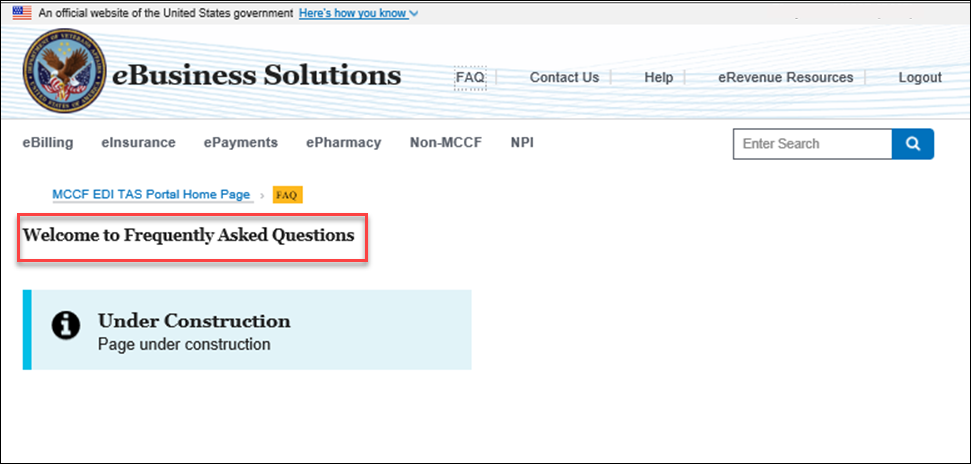 An official website of the United States government Here's how you know
eBusiness Solutions FAQ Contact Us Help eRevenue Resources Logout
eBilling eInsurance ePayments ePharmacy Non-MCCF NPI Enter Search
MCCF EDI TAS Portal Home Page › FAQ
Welcome to Frequently Asked Questions
Under Construction
Page under construction